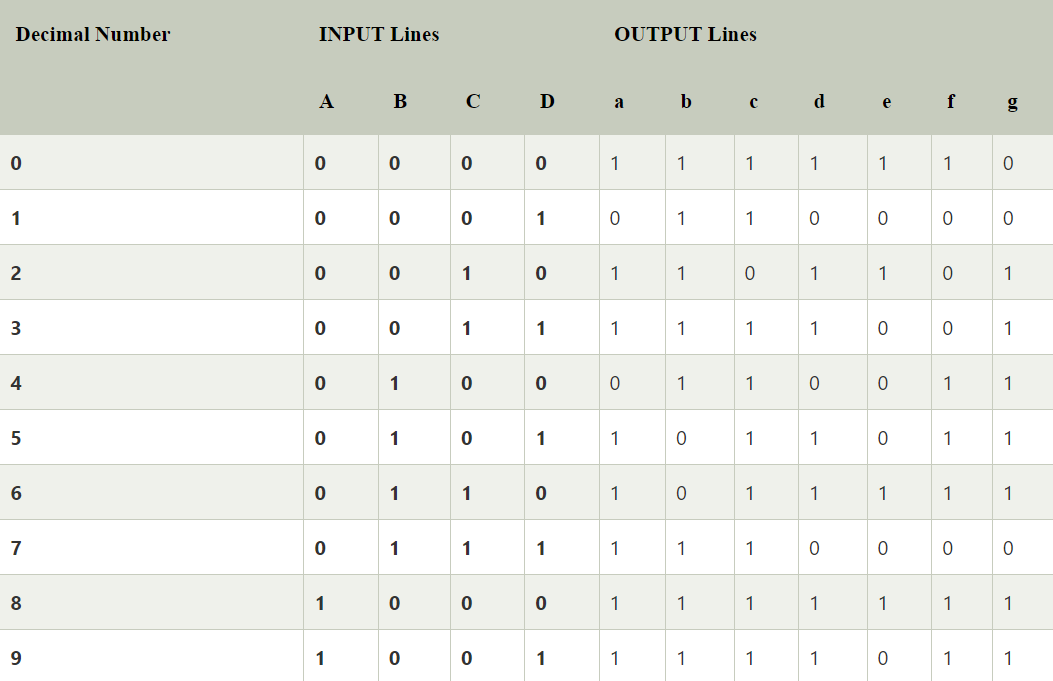 Decimal Number INPUT Lines OUTPUT Lines
A B C D a b c d e f g
0 0 0 0 0 1 1 1 1 1 1 0
1 0 0 0 1 0 1 1 0 0 0 0
2 0 0 1 0 1 1 0 1 1 0 1
3 0 0 1 1 1 1 1 1 0 0 1
4 0 1 0 0 0 1 1 0 0 1 1
5 0 1 0 1 1 0 1 1 0 1 1
6 0 1 1 0 1 0 1 1 1 1 1
7 0 1 1 1 1 1 1 0 0 0 0
8 1 0 0 0 1 1 1 1 1 1 1
9 1 0 0 1 1 1 1 1 0 1 1